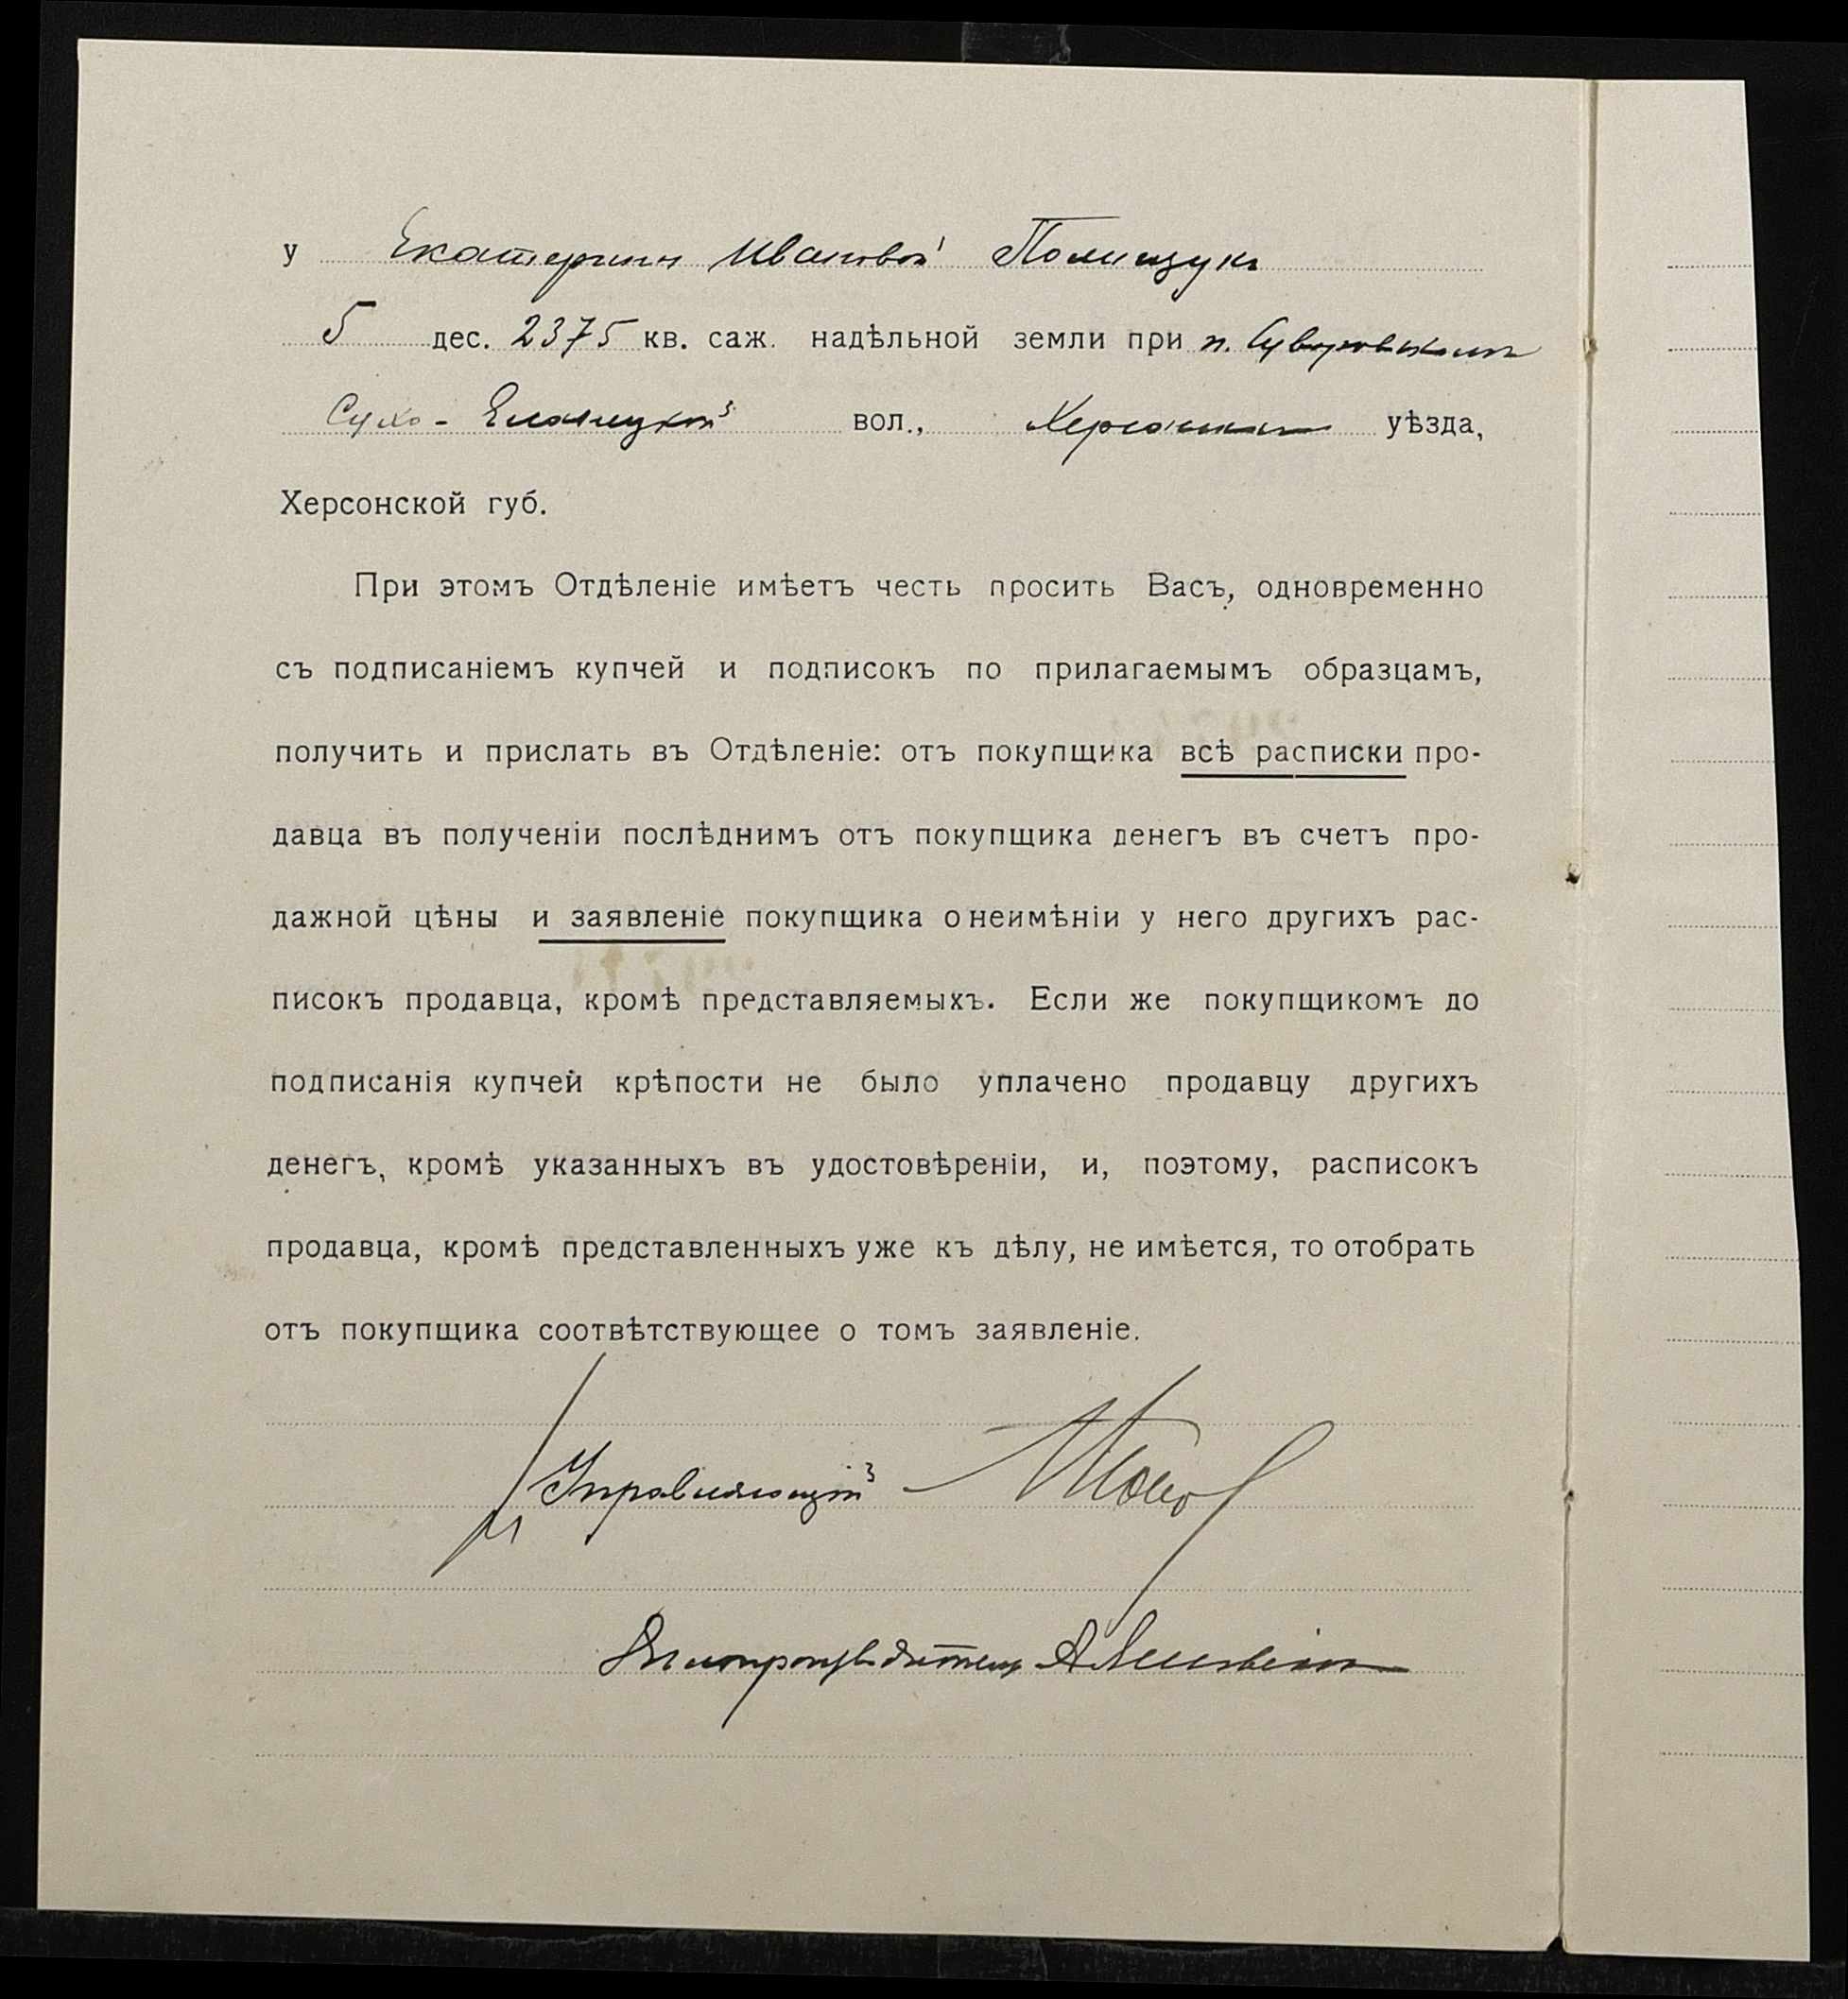 у Екатерины Ивановой Полищукъ
5 дес. 2375 кв. саж. надѣльной земли при п. Суворовскомъ
Сухо-Еланецкой вол., Херсонскаго уѣзда,
Херсонской губ.
При этомъ Отдѣленіе имѣетъ честь просить Васъ, одновременно
съ подписаніемъ купчей и подписокъ по прилагаемымъ образцамъ,
получить и прислать въ Отдѣленіе: отъ покупщика всѣ расписки про-
давца въ полученіи послѣднимъ отъ покупщика денегъ въ счетъ про-
дажной цѣны и заявленіе покупщика о неимѣніи у него другихъ рас-
писокъ продавца, кромѣ представляемыхъ. Если же покупщикомъ до
подписанія купчей крѣпости не было уплачено продавцу другихъ
денегъ, кромѣ указанныхъ въ удостовѣреніи, и, поэтому, расписокъ
продавца, кромѣ представленныхъ уже къ дѣлу, не имѣется, то отобрать
отъ покупщика соотвѣтствующее о томъ заявленіе.
Управляющій
Дѣлопроизводитель